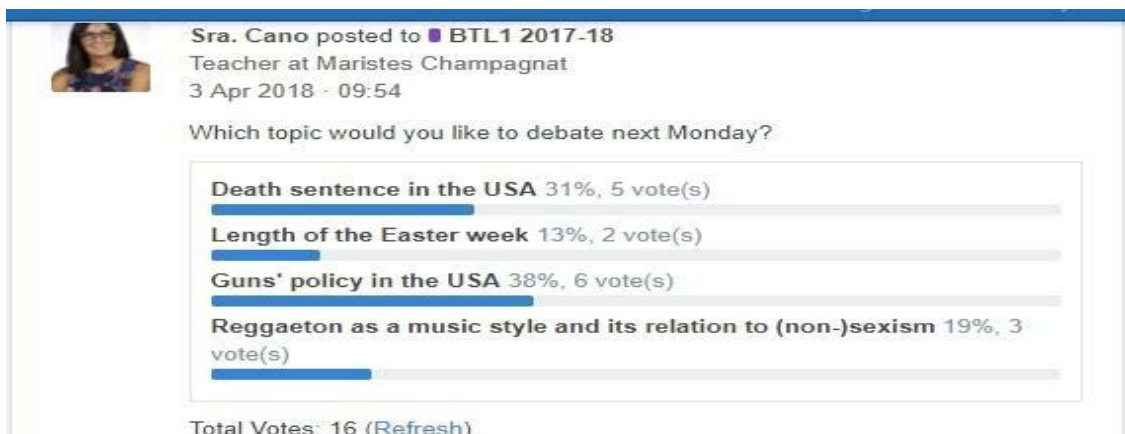 Sra. Cano posted to BTL1 2017-18
Teacher at Maristes Champagnat
3 Apr 2018 · 09:54
Which topic would you like to debate next Monday?
Death sentence in the USA 31%, 5 vote(s)
Length of the Easter week 13%, 2 vote(s)
Guns' policy in the USA 38%, 6 vote(s)
Reggaeton as a music style and its relation to (non-)sexism 19%, 3
vote(s)
Total Votes: 16 (Refresh)